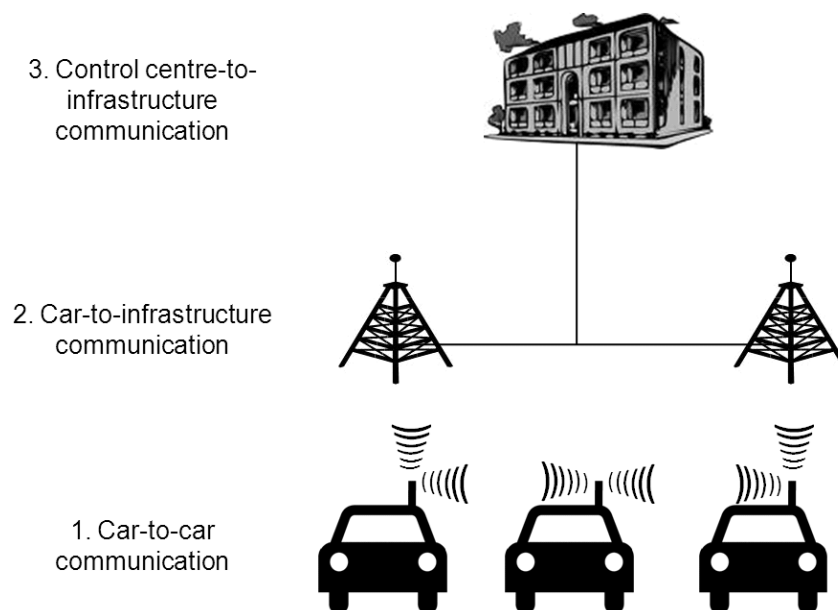 3. Control centre-to-
infrastructure
communication
2. Car-to-infrastructure
communication
1. Car-to-car
communication